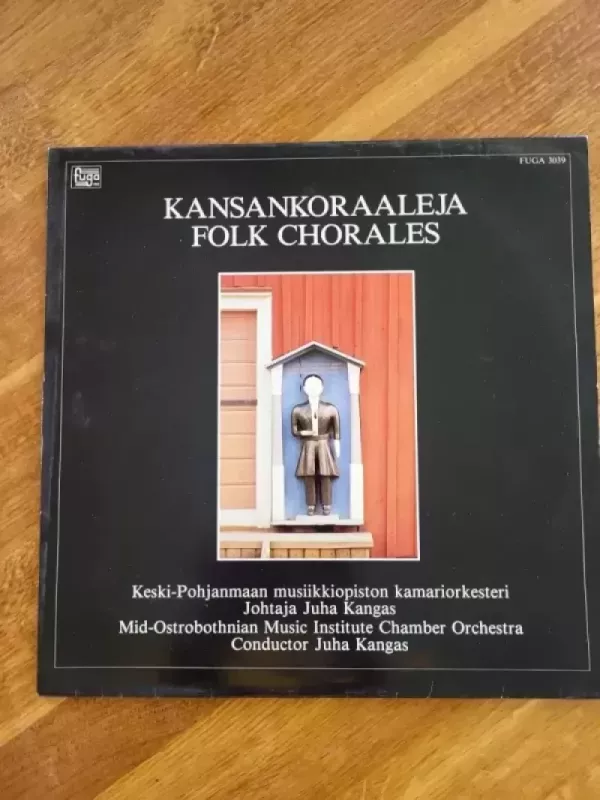 fuga
FUGA 3039
KANSANKORAALEJA
FOLK CHORALES
Keski-Pohjanmaan musiikkiopiston kamariorkesteri
Johtaja Juha Kangas
Mid-Ostrobothnian Music Institute Chamber Orchestra
Conductor Juha Kangas